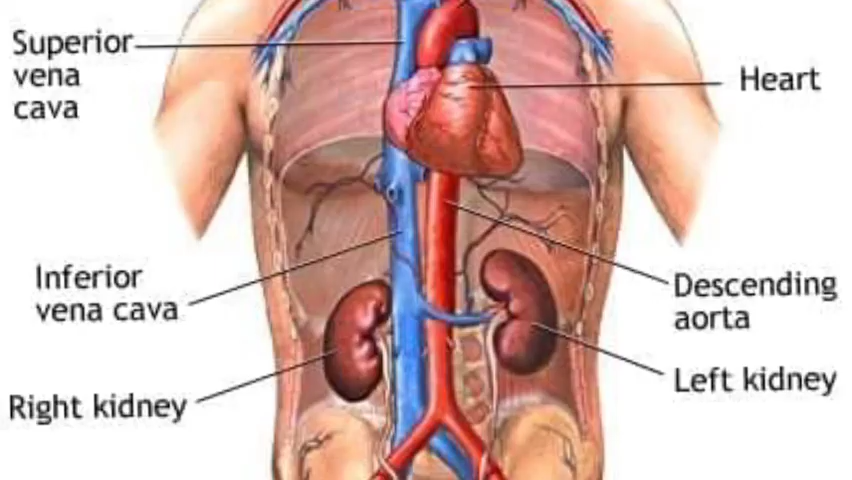 Superior
vena
cava
Heart
Inferior
vena cava
Descending
aorta
Left kidney
Right kidney